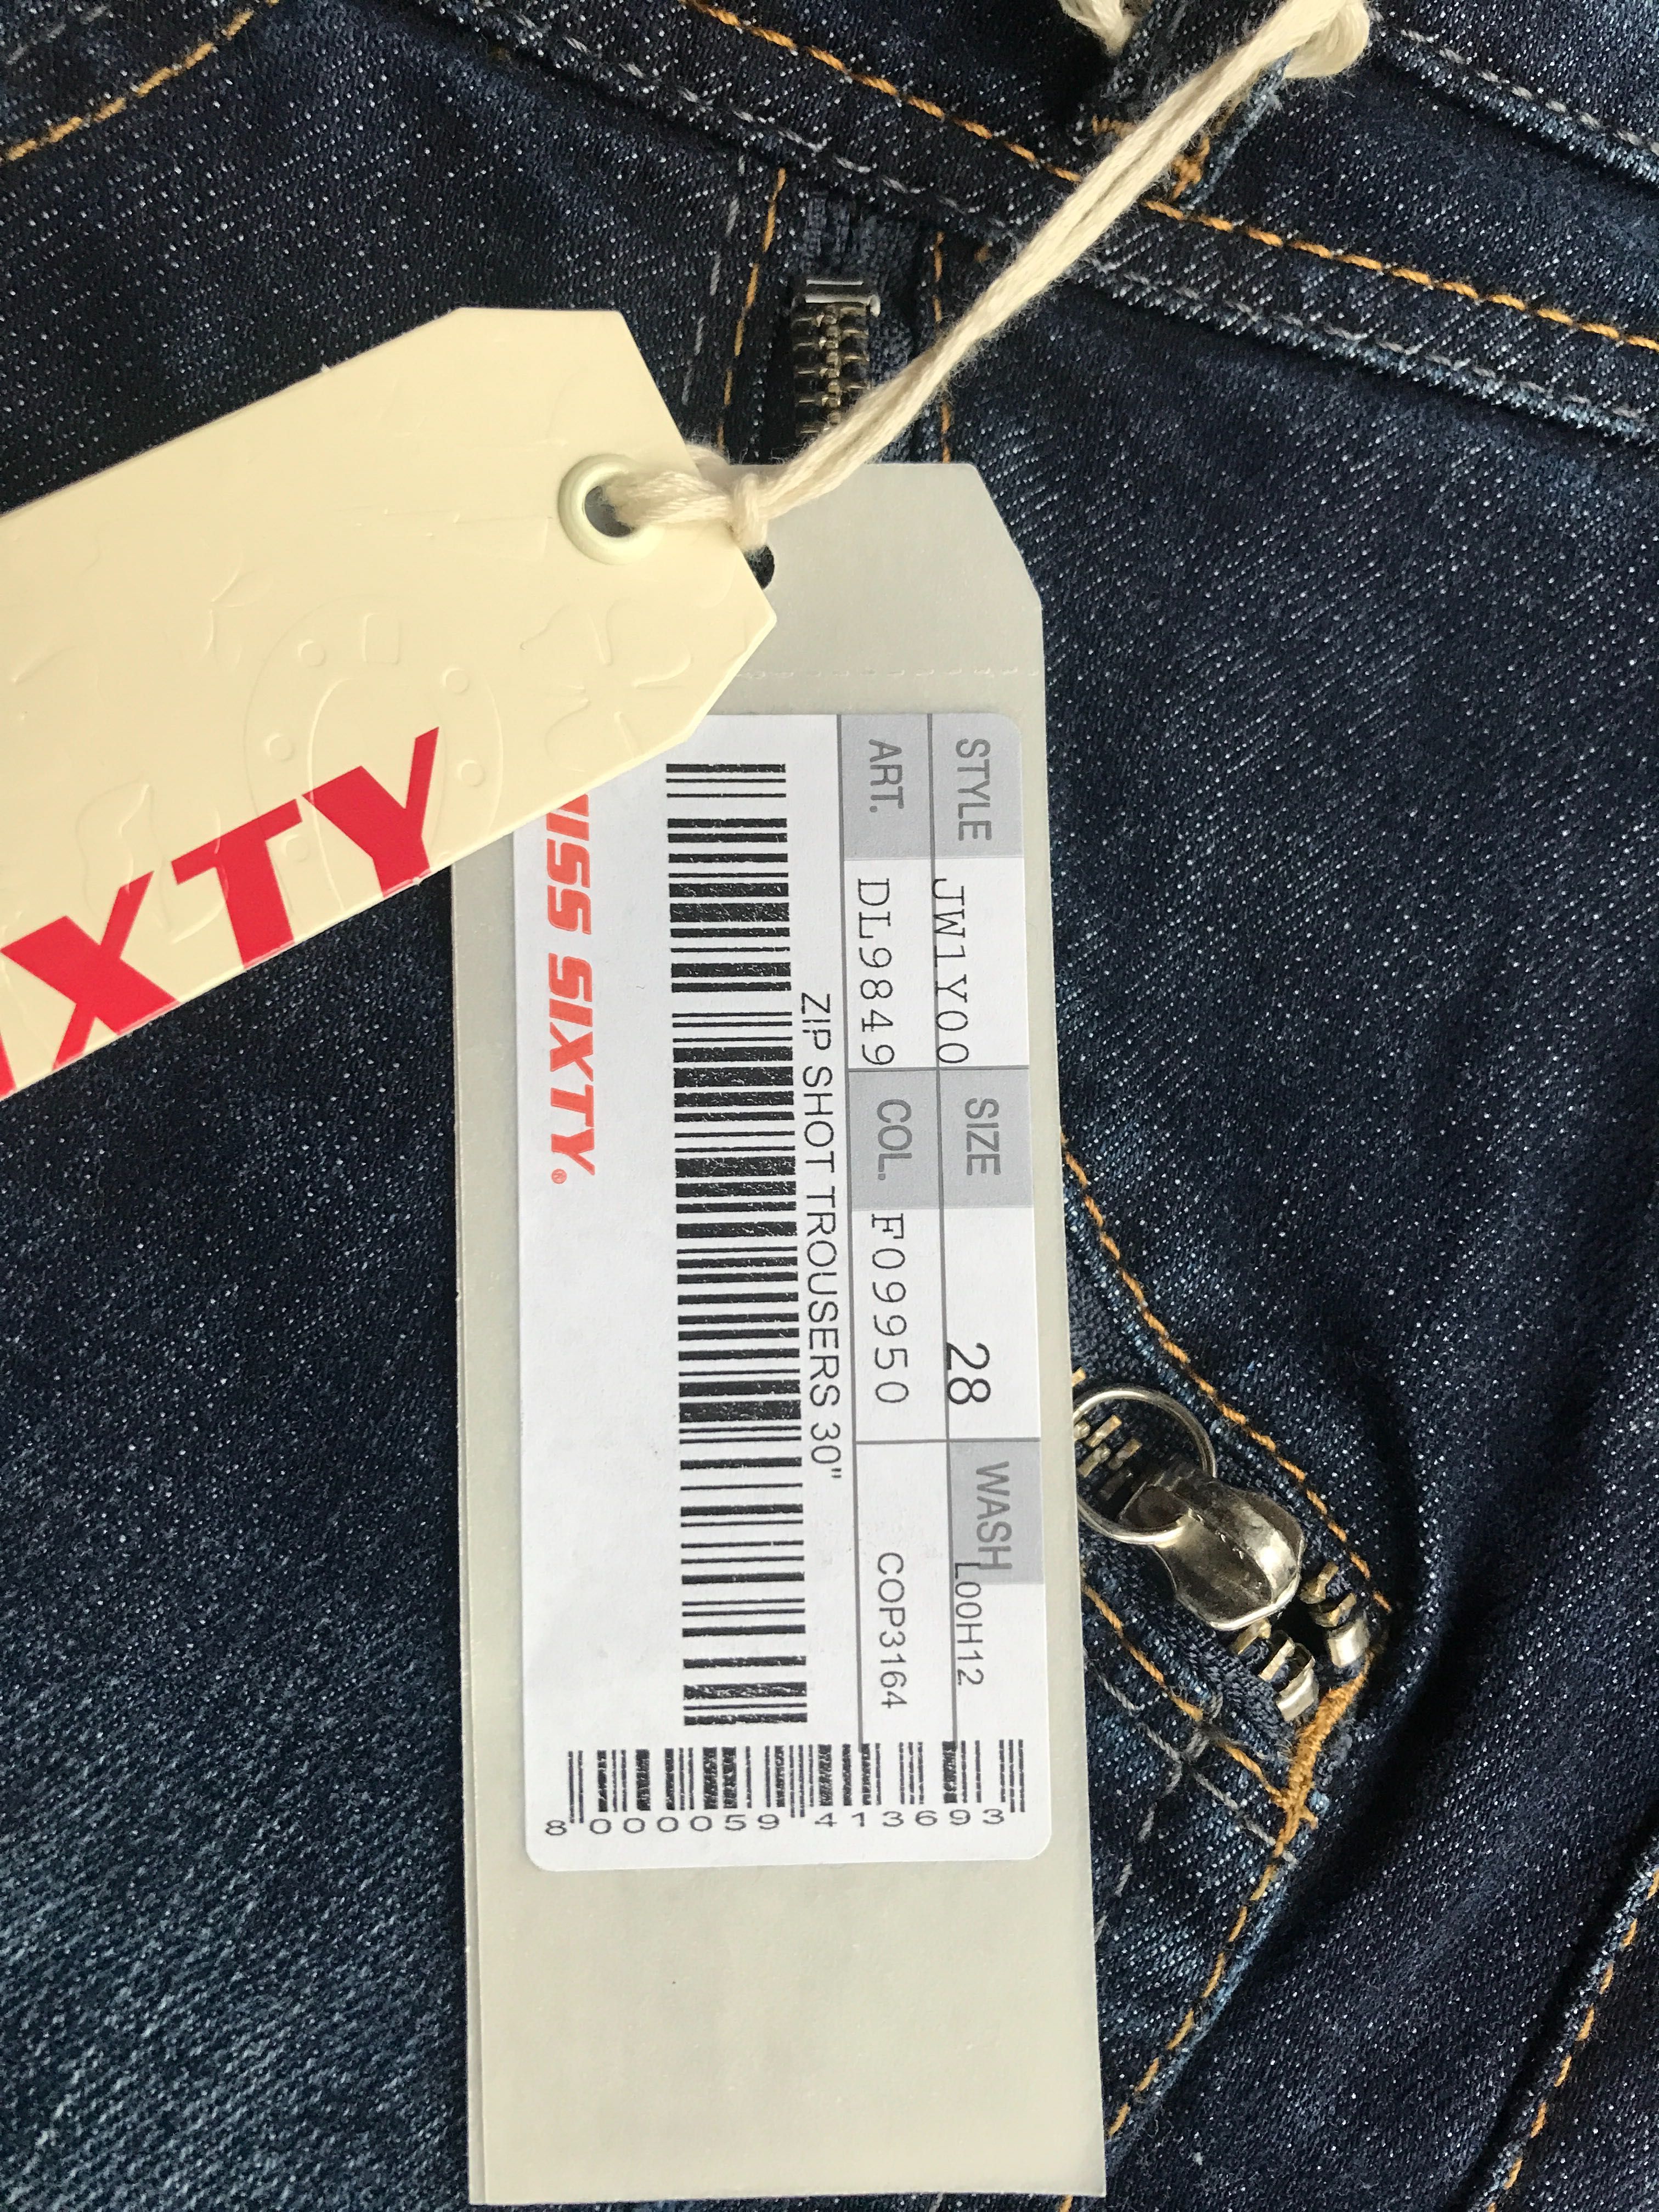 XTY
STYLE JW1Y00 SIZE 28 WASH L00H12
ART. DL9849 COL. F09950 COP3164
ZIP SHOT TROUSERS 30"
MISS SIXTY®
8 000059 413693